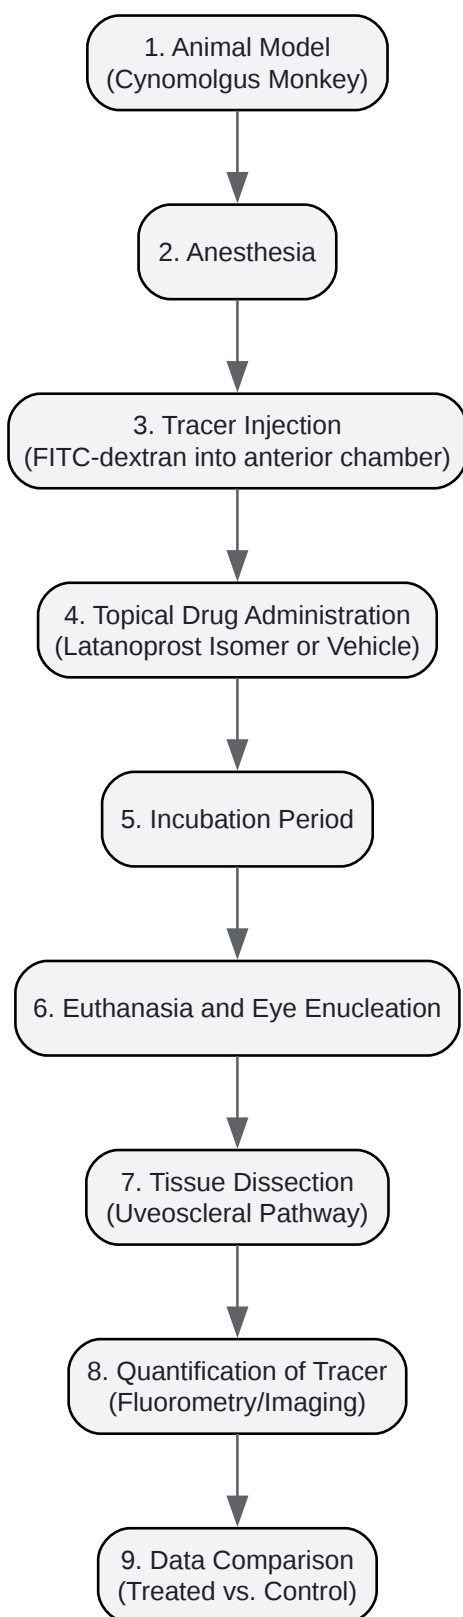 1. Animal Model
(Cynomolgus Monkey)
2. Anesthesia
3. Tracer Injection
(FITC-dextran into anterior chamber)
4. Topical Drug Administration
(Latanoprost Isomer or Vehicle)
5. Incubation Period
6. Euthanasia and Eye Enucleation
7. Tissue Dissection
(Uveoscleral Pathway)
8. Quantification of Tracer
(Fluorometry/Imaging)
9. Data Comparison
(Treated vs. Control)